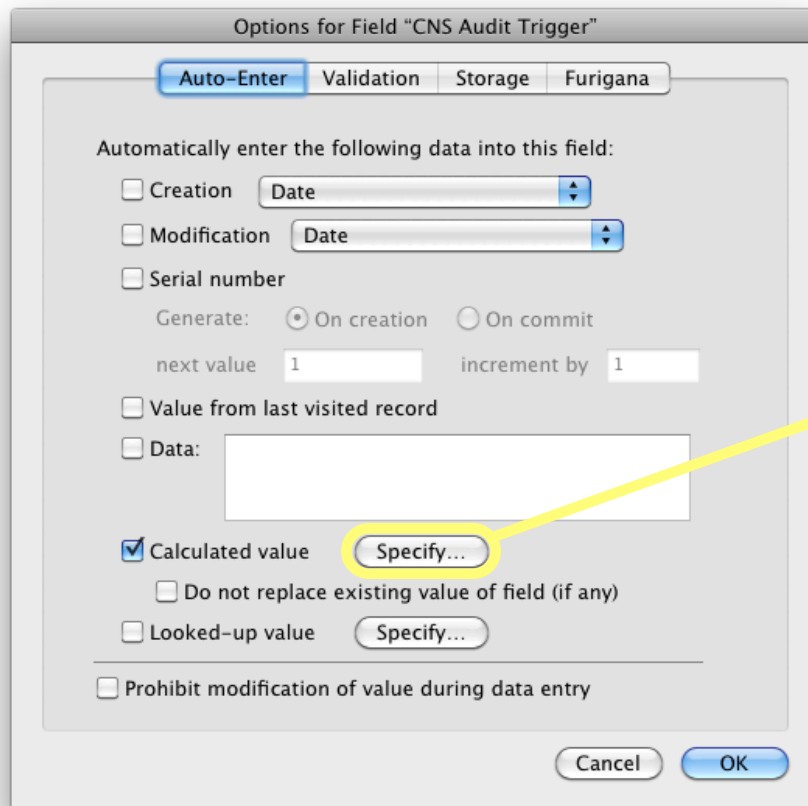 Options for Field “CNS Audit Trigger”
Auto-Enter Validation Storage Furigana
Automatically enter the following data into this field:
Creation Date
Modification Date
Serial number
Generate: On creation On commit
next value 1 increment by 1
Value from last visited record
Data:
Calculated value Specify...
Do not replace existing value of field (if any)
Looked-up value Specify...
Prohibit modification of value during data entry
Cancel OK